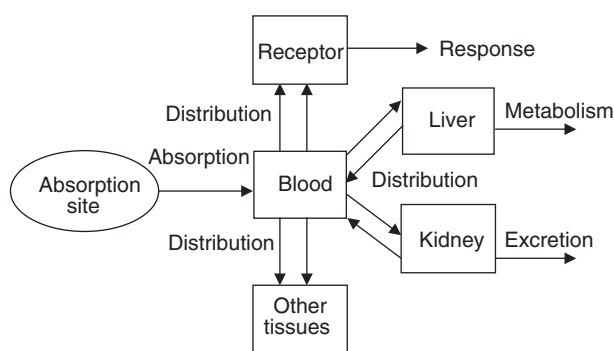 Receptor
Response
Distribution
Metabolism
Liver
Absorption
Absorption
site
Blood
Distribution
Distribution
Kidney
Excretion
Other
tissues